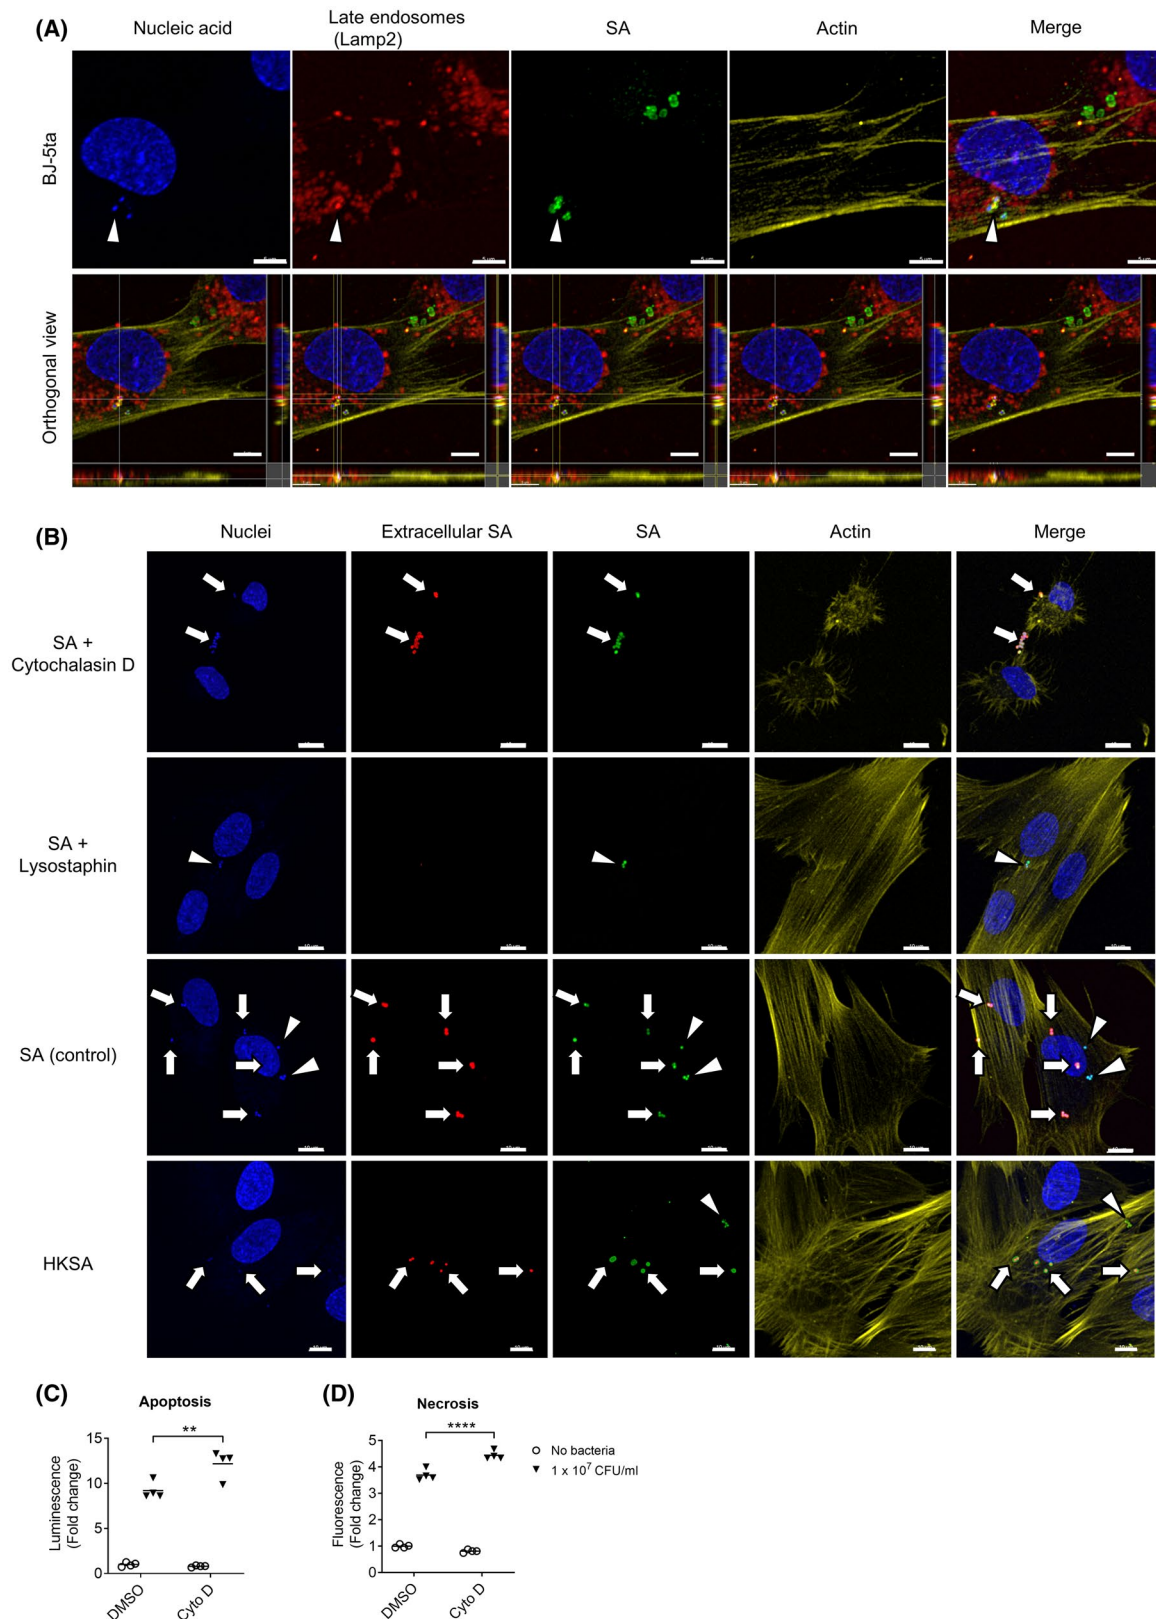 (A)
Nucleic acid
Late endosomes
(Lamp2)
SA
Actin
Merge
BJ-5ta
Orthogonal view
(B)
Nuclei
Extracellular SA
SA
Actin
Merge
SA +
Cytochalasin D
SA +
Lysostaphin
SA (control)
HKSA
(C)
Apoptosis
**
Luminescence
(Fold change)
15
10
5
0
DMSO
Cyto D
(D)
Necrosis
****
Fluorescence
(Fold change)
5
4
3
2
1
0
DMSO
Cyto D
No bacteria
1 x 10⁷ CFU/ml